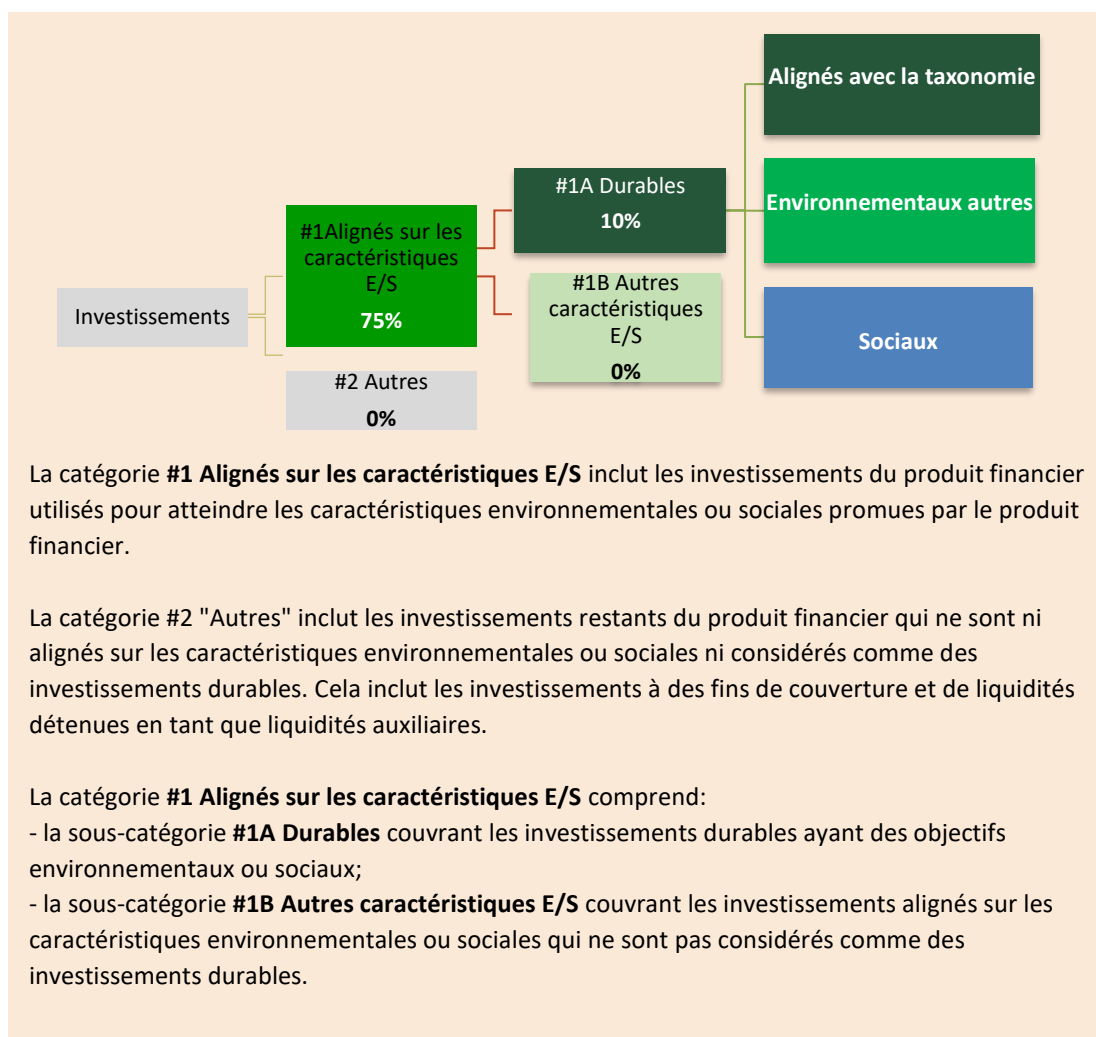 Alignés avec la taxonomie
#1A Durables
10%
Environnementaux autres
#1Alignés sur les
caractéristiques
E/S
75%
#1B Autres
caractéristiques
E/S
0%
Investissements
Sociaux
#2 Autres
0%
La catégorie #1 Alignés sur les caractéristiques E/S inclut les investissements du produit financier
utilisés pour atteindre les caractéristiques environnementales ou sociales promues par le produit
financier.
La catégorie #2 "Autres" inclut les investissements restants du produit financier qui ne sont ni
alignés sur les caractéristiques environnementales ou sociales ni considérés comme des
investissements durables. Cela inclut les investissements à des fins de couverture et de liquidités
détenues en tant que liquidités auxiliaires.
La catégorie #1 Alignés sur les caractéristiques E/S comprend:
- la sous-catégorie #1A Durables couvrant les investissements durables ayant des objectifs
environnementaux ou sociaux;
- la sous-catégorie #1B Autres caractéristiques E/S couvrant les investissements alignés sur les
caractéristiques environnementales ou sociales qui ne sont pas considérés comme des
investissements durables.